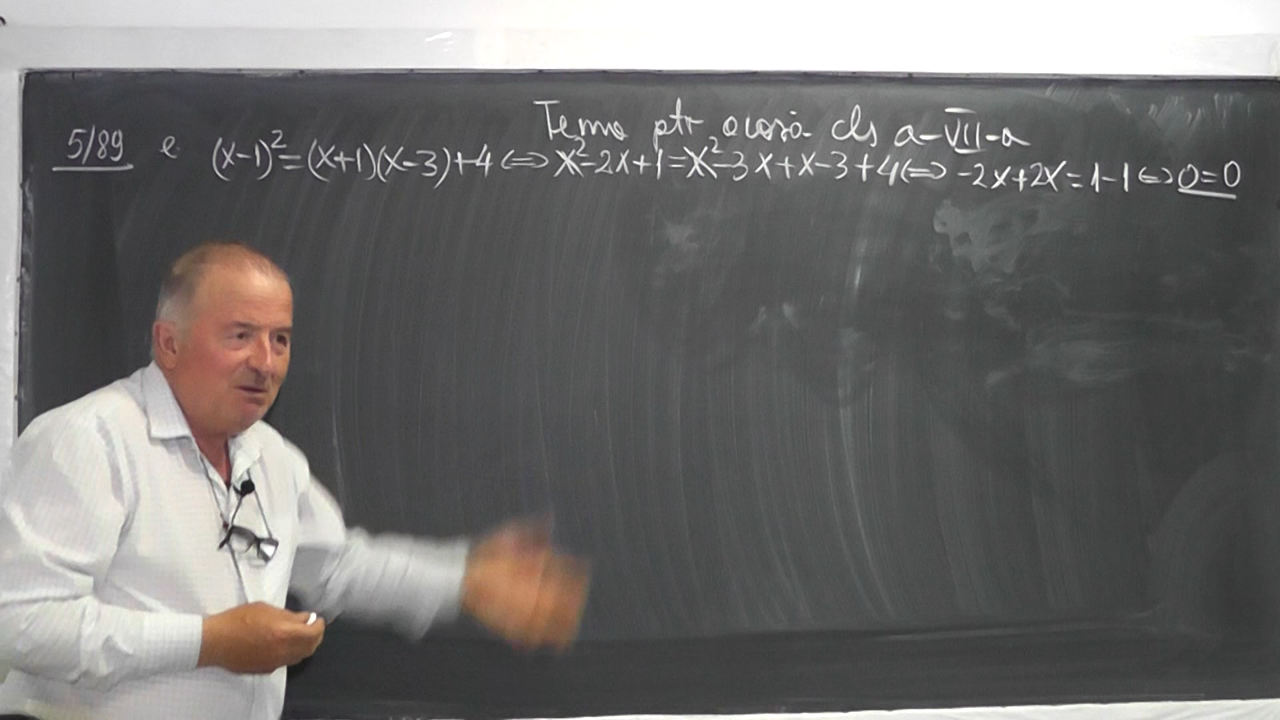 Tema ptr acasă cls a-VII-a
5/89 e (x-1)²=(x+1)(x-3)+4⇔x²-2x+1=x²-3x+x-3+4⇔-2x+2x=1-1⇔0=0